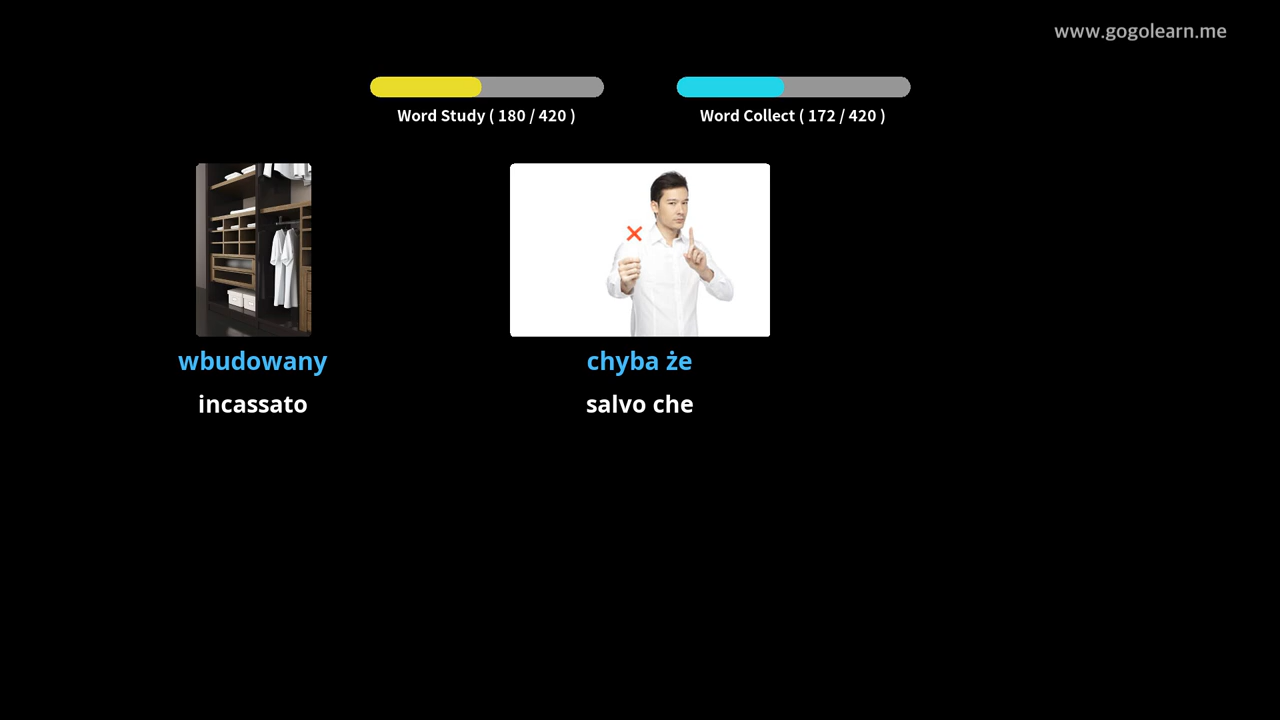 www.gogolearn.me
Word Study ( 180 / 420 )
Word Collect ( 172 / 420 )
wbudowany
incassato
chyba że
salvo che